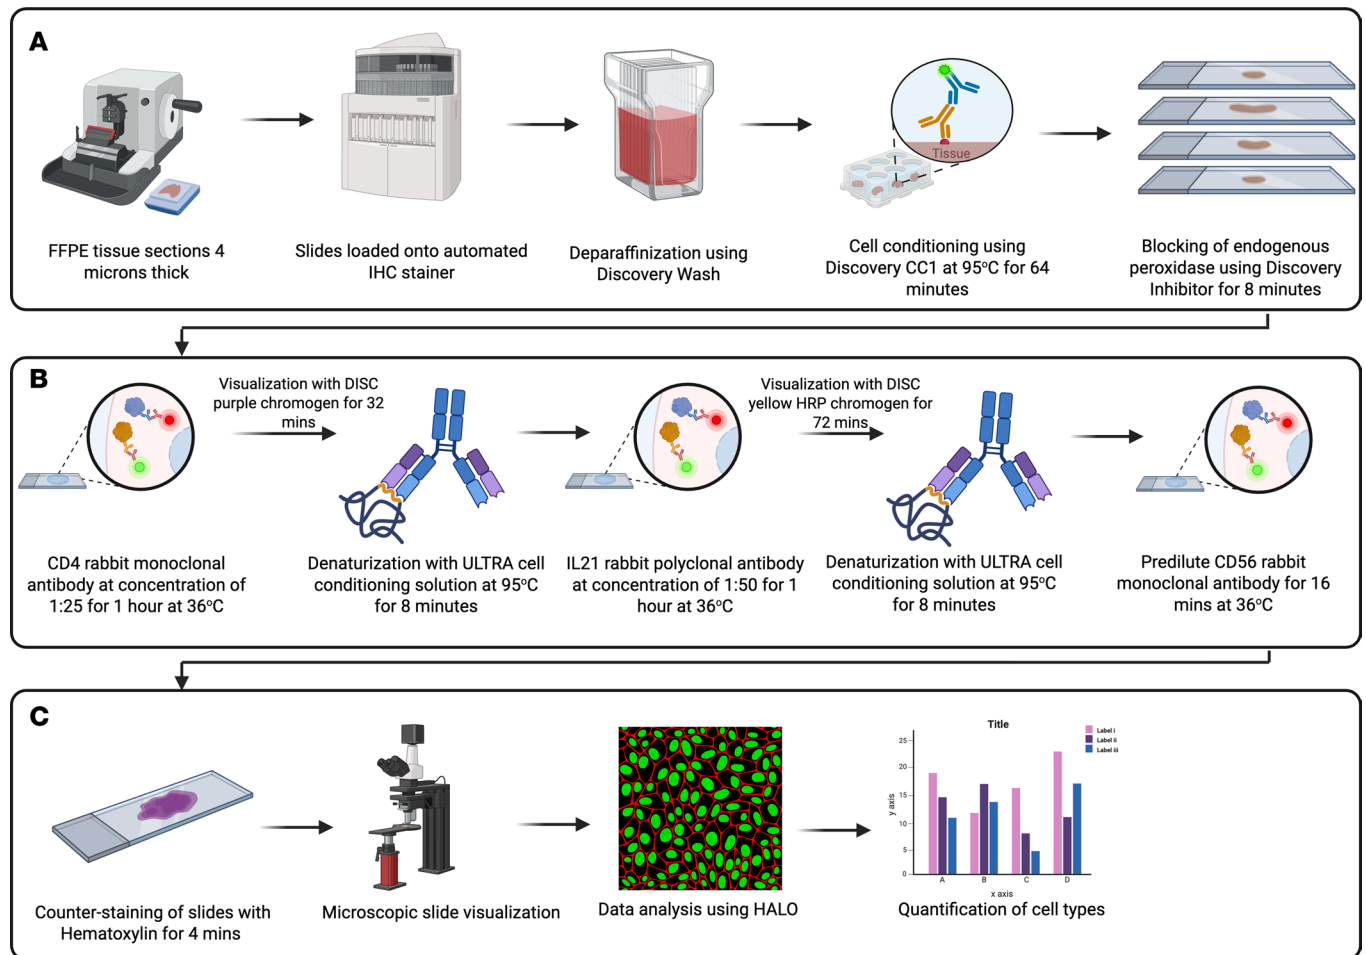 A
Tissue
FFPE tissue sections 4
microns thick
Slides loaded onto automated
IHC stainer
Deparaffinization using
Discovery Wash
Cell conditioning using
Discovery CC1 at 95°C for 64
minutes
Blocking of endogenous
peroxidase using Discovery
Inhibitor for 8 minutes
B
Visualization with DISC
purple chromogen for 32
mins
Visualization with DISC
yellow HRP chromogen for
72 mins
CD4 rabbit monoclonal
antibody at concentration of
1:25 for 1 hour at 36°C
Denaturization with ULTRA cell
conditioning solution at 95°C
for 8 minutes
IL21 rabbit polyclonal antibody
at concentration of 1:50 for 1
hour at 36°C
Denaturization with ULTRA cell
conditioning solution at 95°C
for 8 minutes
Predilute CD56 rabbit
monoclonal antibody for 16
mins at 36°C
C
Title
Label i
Label ii
Label iii
25
20
15
10
5
0
y axis
A B C D
x axis
Counter-staining of slides with
Hematoxylin for 4 mins
Microscopic slide visualization
Data analysis using HALO
Quantification of cell types